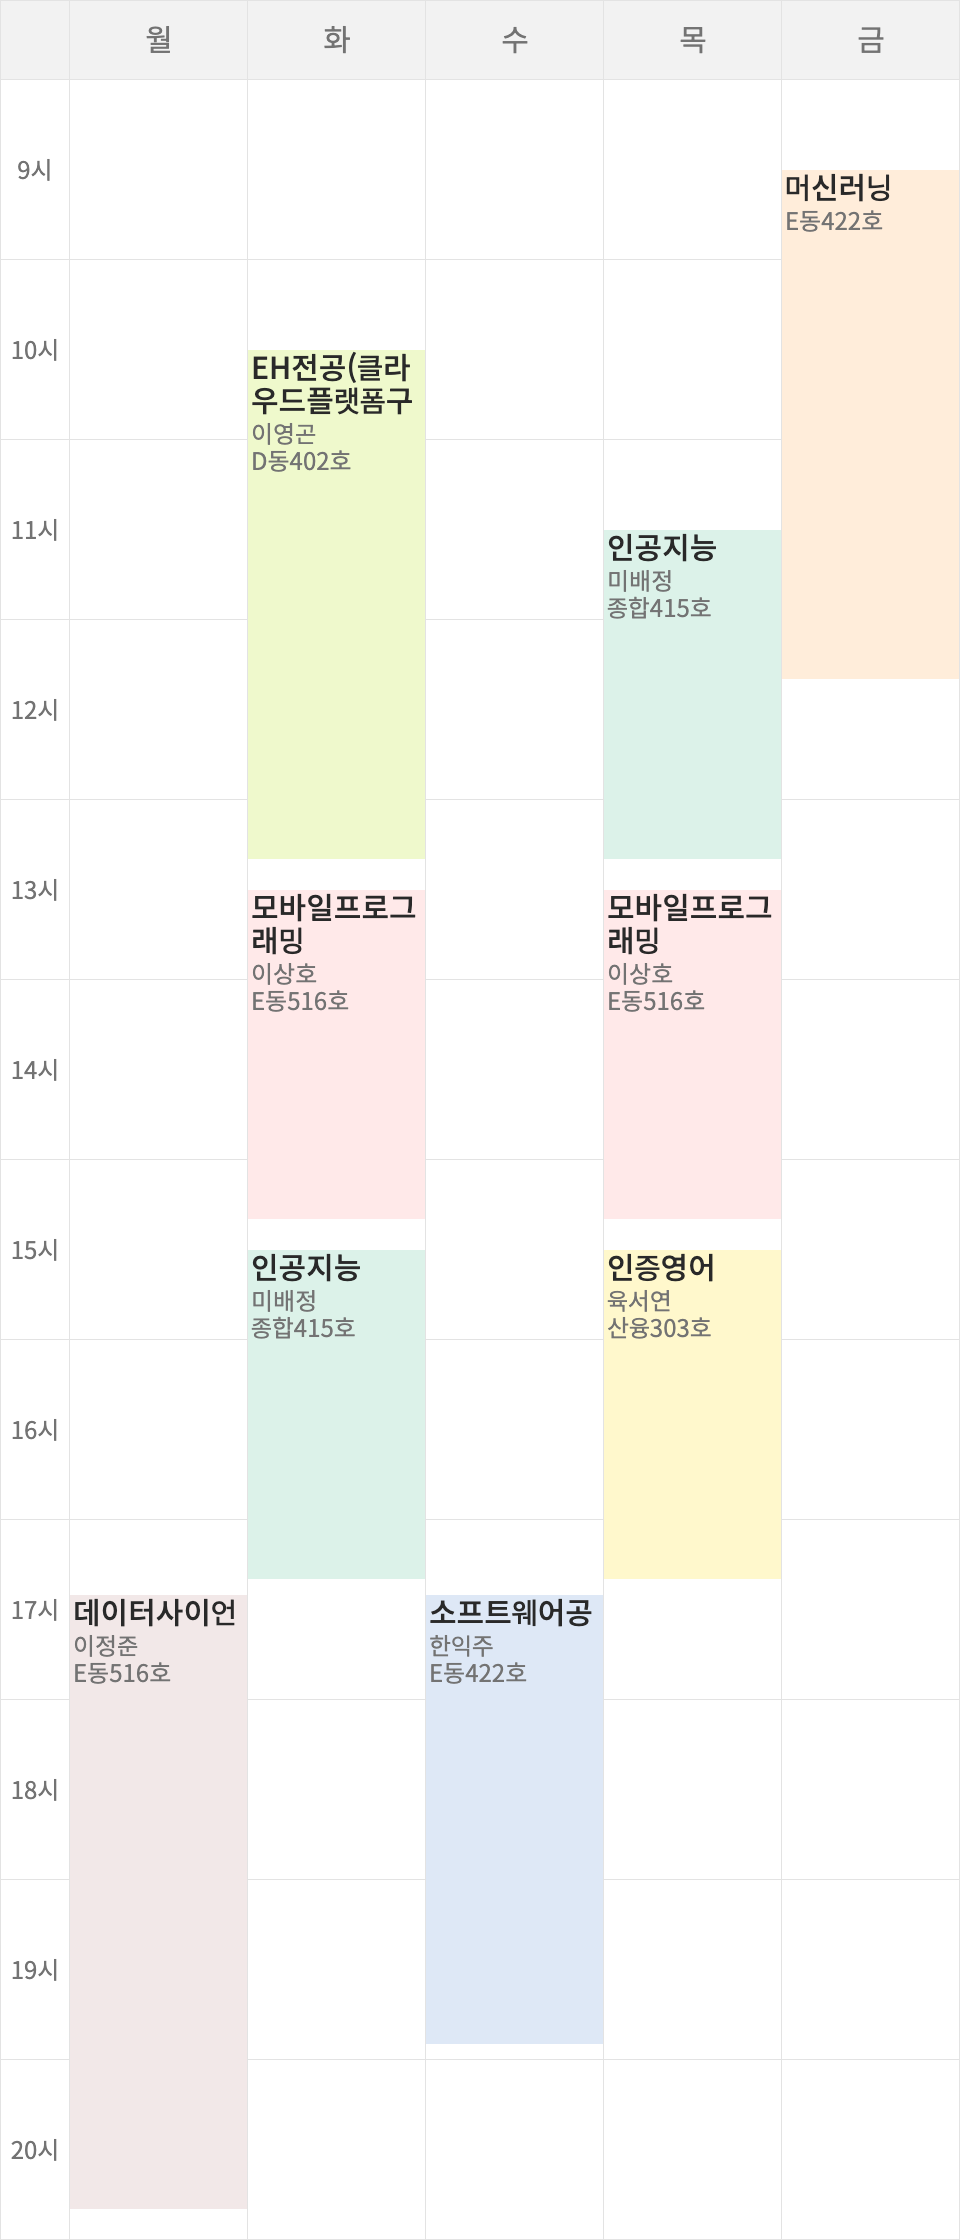 월 화 수 목 금
9시
머신러닝
E동422호
10시
EH전공(클라
우드플랫폼구
이영곤
D동402호
11시
인공지능
미배정
종합415호
12시
13시
모바일프로그
래밍
이상호
E동516호
모바일프로그
래밍
이상호
E동516호
14시
15시
인공지능
미배정
종합415호
인증영어
육서연
산융303호
16시
17시
데이터사이언
이정준
E동516호
소프트웨어공
한익주
E동422호
18시
19시
20시